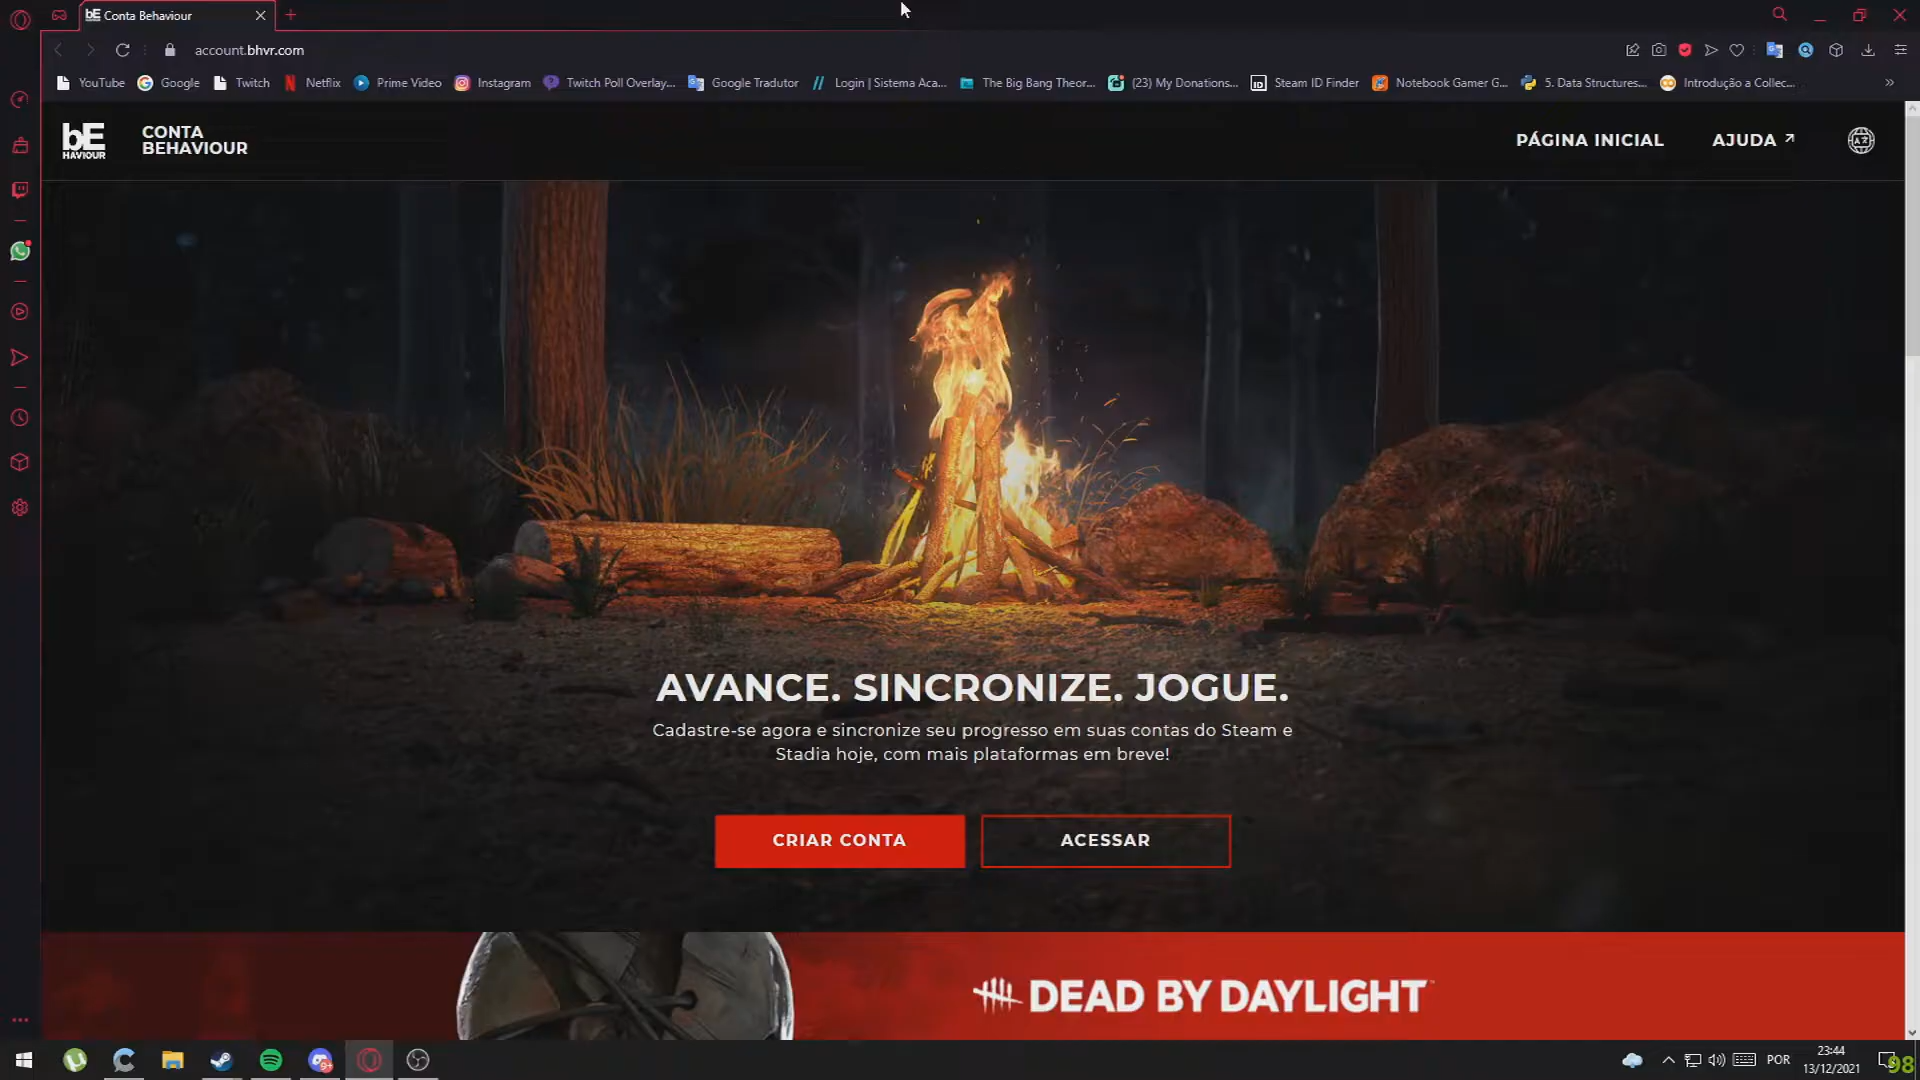 Conta Behaviour
account.bhvr.com
YouTube
Google
Twitch
Netflix
Prime Video
Instagram
Twitch Poll Overlay...
Google Tradutor
Login | Sistema Aca...
The Big Bang Theor...
(23) My Donations...
Steam ID Finder
Notebook Gamer G...
5. Data Structures...
Introdução a Collec...
bE
HAVIOUR
CONTA
BEHAVIOUR
PÁGINA INICIAL
AJUDA
AVANCE. SINCRONIZE. JOGUE.
Cadastre-se agora e sincronize seu progresso em suas contas do Steam e
Stadia hoje, com mais plataformas em breve!
CRIAR CONTA
ACESSAR
DEAD BY DAYLIGHT
9+
POR
23:44
13/12/2021
98